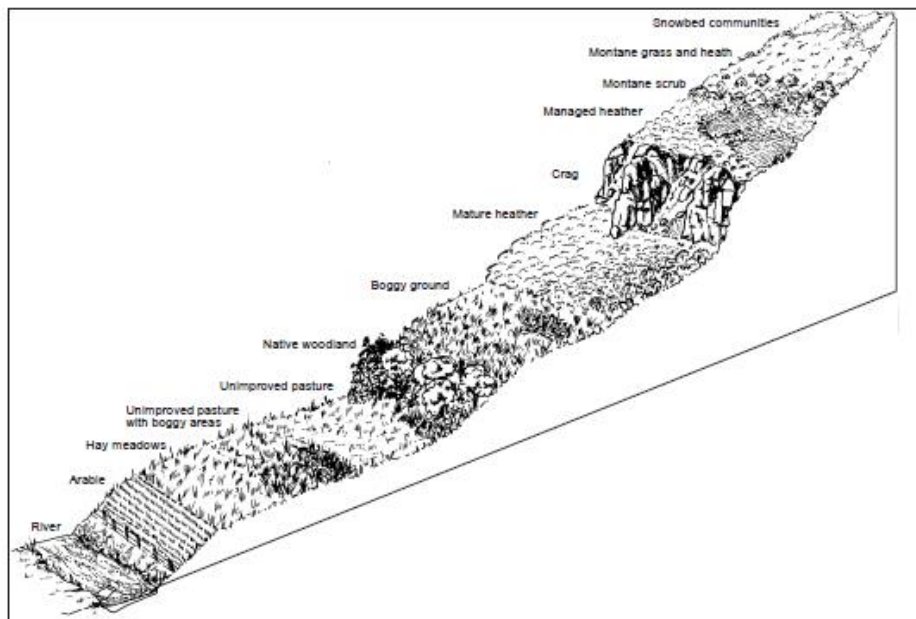 Snowbed communities
Montane grass and heath
Montane scrub
Managed heather
Crag
Mature heather
Boggy ground
Native woodland
Unimproved pasture
Unimproved pasture
with boggy areas
Hay meadows
Arable
River